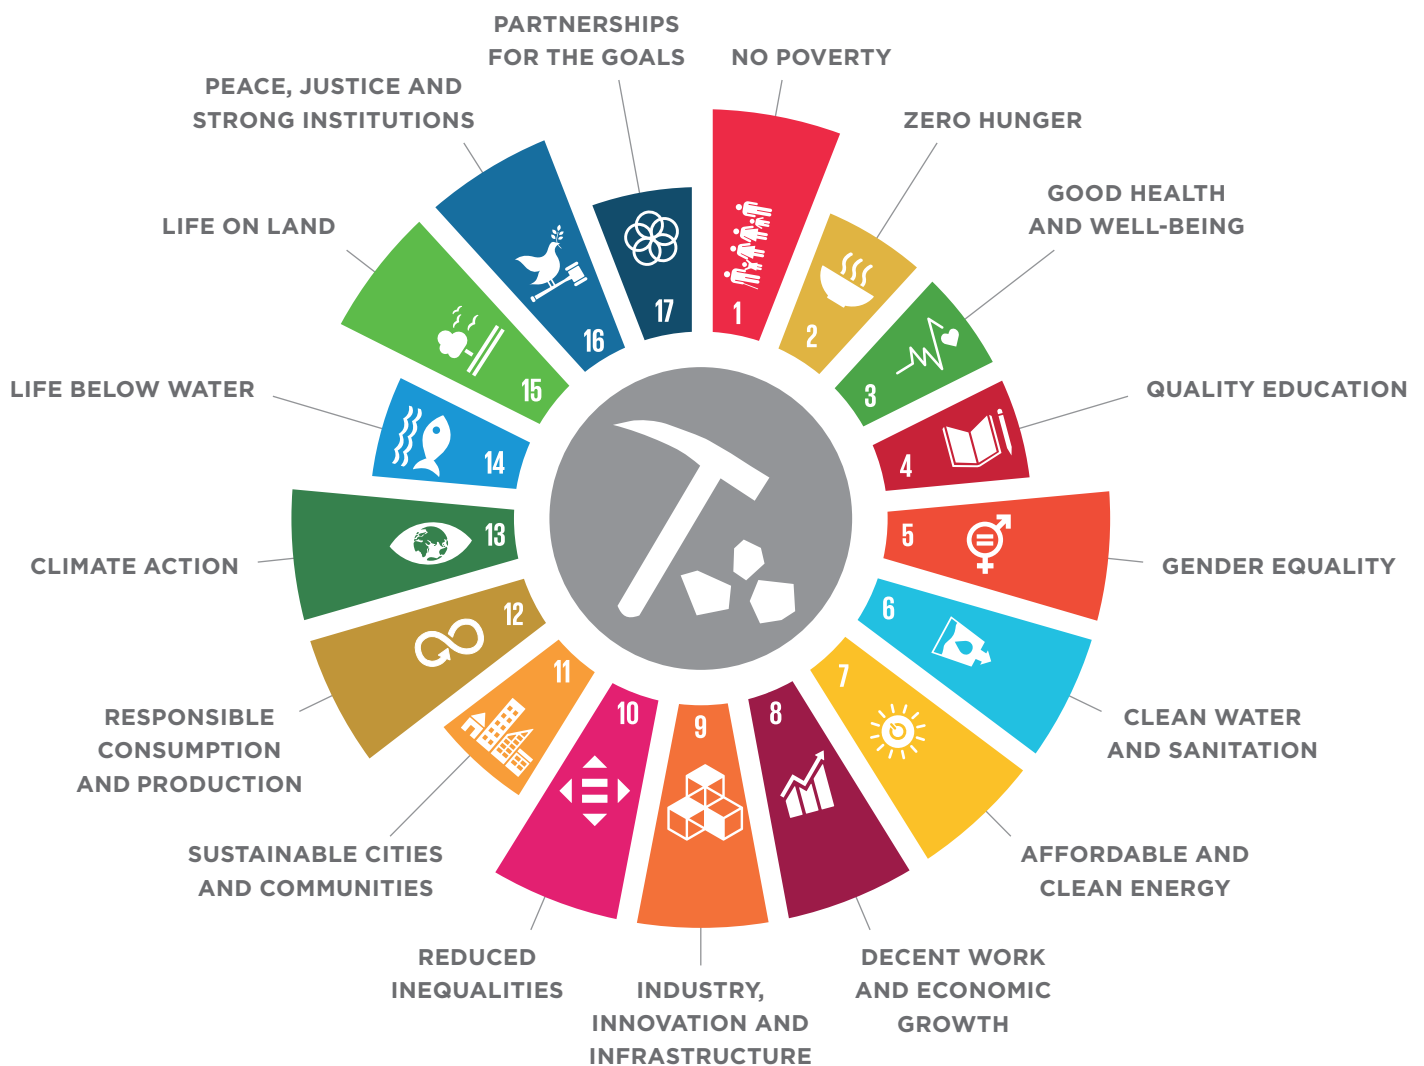 PARTNERSHIPS
FOR THE GOALS
NO POVERTY
PEACE, JUSTICE AND
STRONG INSTITUTIONS
ZERO HUNGER
GOOD HEALTH
AND WELL-BEING
LIFE ON LAND
QUALITY EDUCATION
LIFE BELOW WATER
GENDER EQUALITY
CLIMATE ACTION
CLEAN WATER
AND SANITATION
RESPONSIBLE
CONSUMPTION
AND PRODUCTION
AFFORDABLE AND
CLEAN ENERGY
SUSTAINABLE CITIES
AND COMMUNITIES
DECENT WORK
AND ECONOMIC
GROWTH
REDUCED
INEQUALITIES
INDUSTRY,
INNOVATION AND
INFRASTRUCTURE
1
2
3
4
5
6
7
8
9
10
11
12
13
14
15
16
17